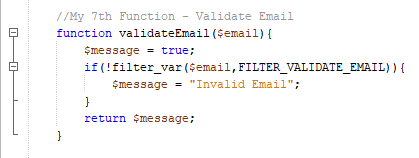 //My 7th Function - Validate Email
function validateEmail($email){
$message = true;
if(!filter_var($email,FILTER_VALIDATE_EMAIL)){
$message = "Invalid Email";
}
return $message;
}